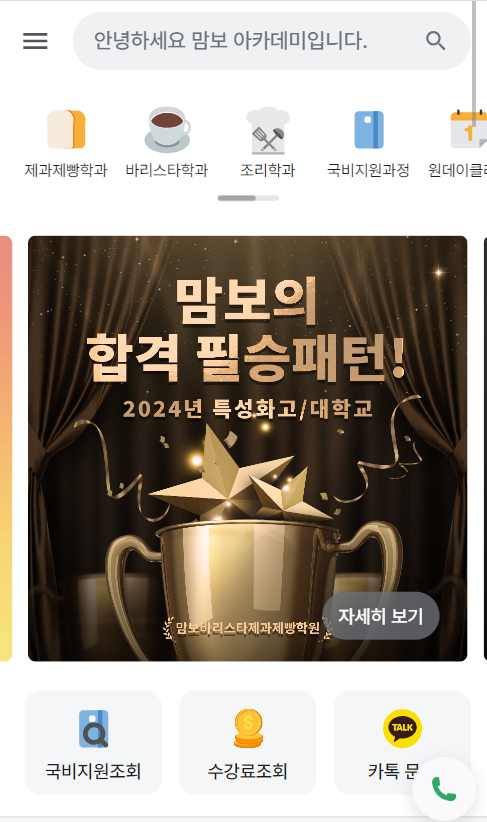 안녕하세요 맘보 아카데미입니다.
제과제빵학과 바리스타학과 조리학과 국비지원과정 원데이클
1
맘보의
합격 필승패턴!
2024년 특성화고/대학교
맘보바리스타제과제빵학원
자세히 보기
국비지원조회 수강료조회
TALK
카톡 문